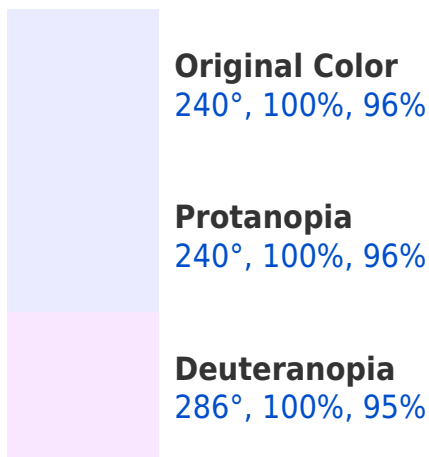 Original Color
240°, 100%, 96%
Protanopia
240°, 100%, 96%
Deuteranopia
286°, 100%, 95%